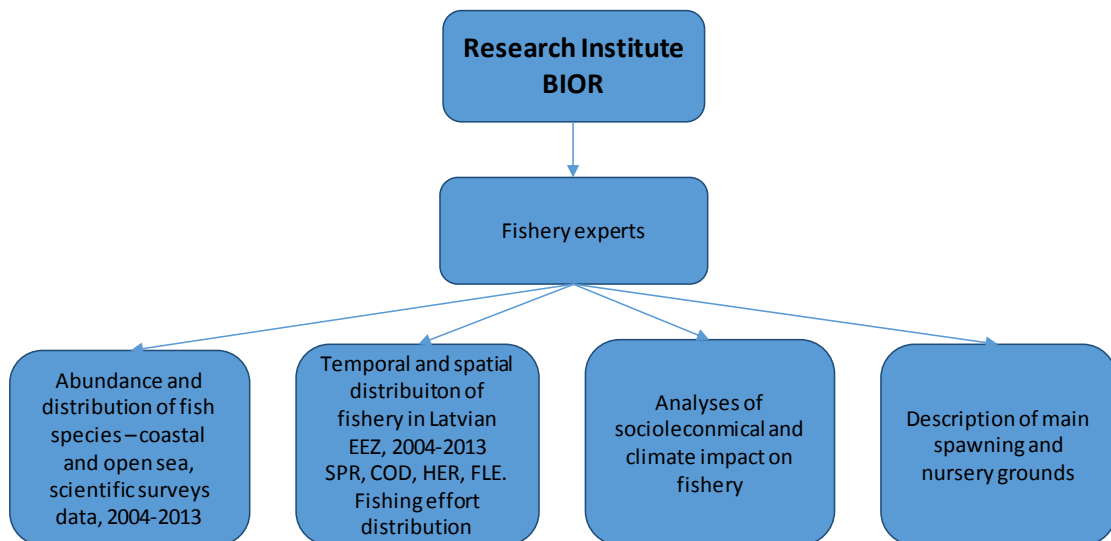 Research Institute
BIOR
Fishery experts
Abundance and
distribution of fish
species – coastal
and open sea,
scientific surveys
data, 2004-2013
Temporal and spatial
distribuiton of
fishery in Latvian
EEZ, 2004-2013
SPR, COD, HER, FLE.
Fishing effort
distribution
Analyses of
socioleconmical and
climate impact on
fishery
Description of main
spawning and
nursery grounds